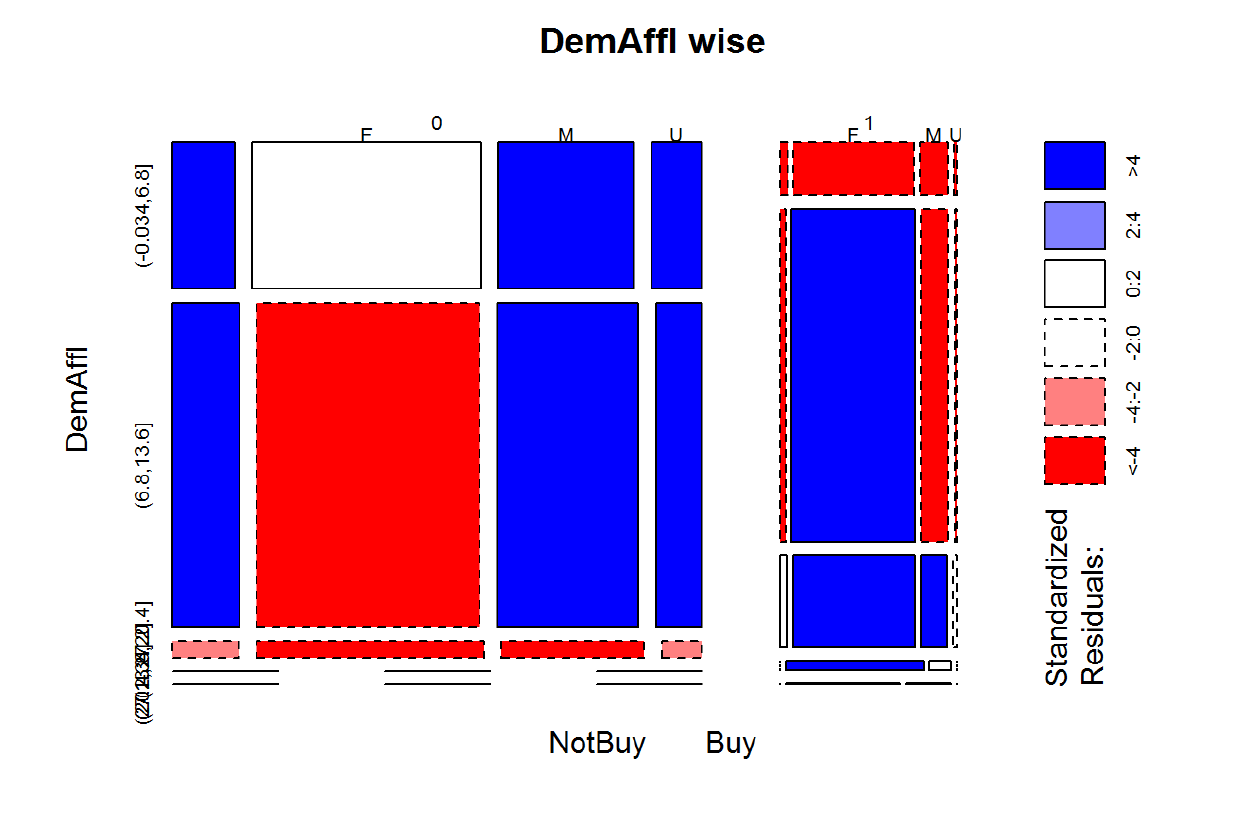 DemAffl wise
0
1
F
M
U
F
M
U
DemAffl
(-0.034,6.8]
(6.8,13.6]
NotBuy
Buy
>4
2:4
0:2
-2:0
-4:-2
<-4
Standardized
Residuals: